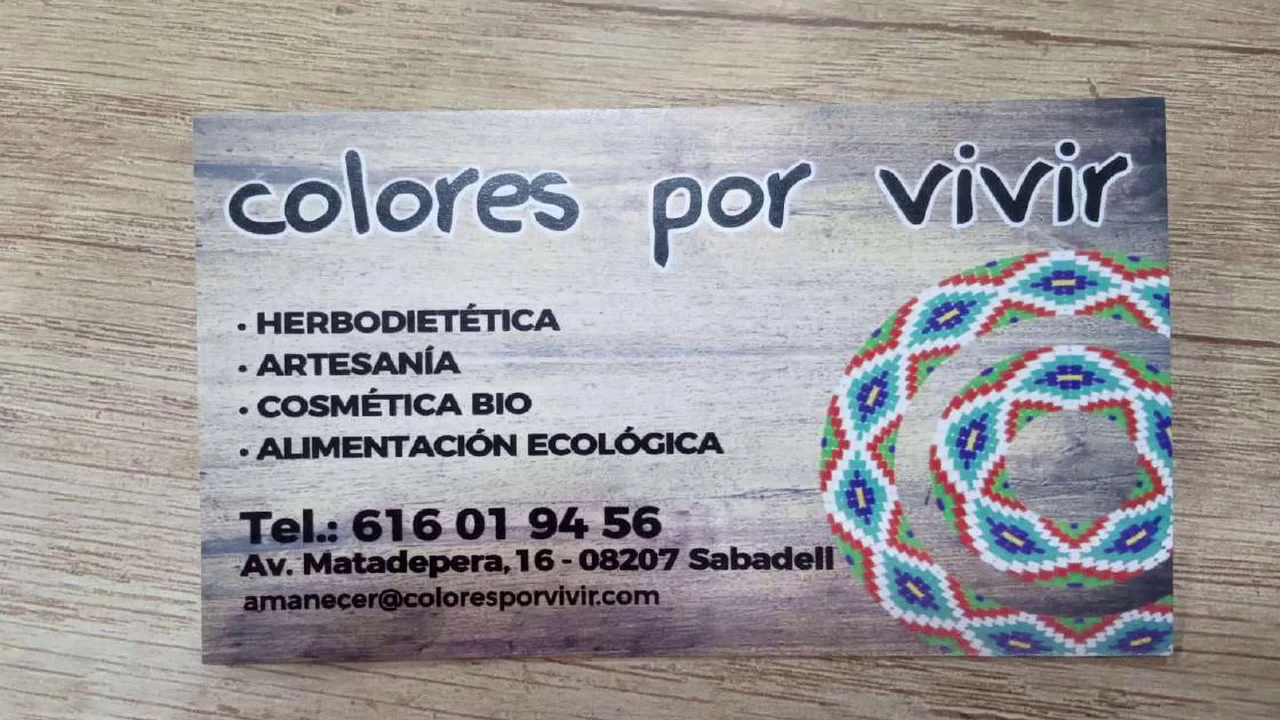 colores por vivir
• HERBODIETÉTICA
• ARTESANÍA
• COSMÉTICA BIO
• ALIMENTACIÓN ECOLÓGICA
Tel.: 616 01 94 56
Av. Matadepera, 16 - 08207 Sabadell
amanecer@coloresporvivir.com